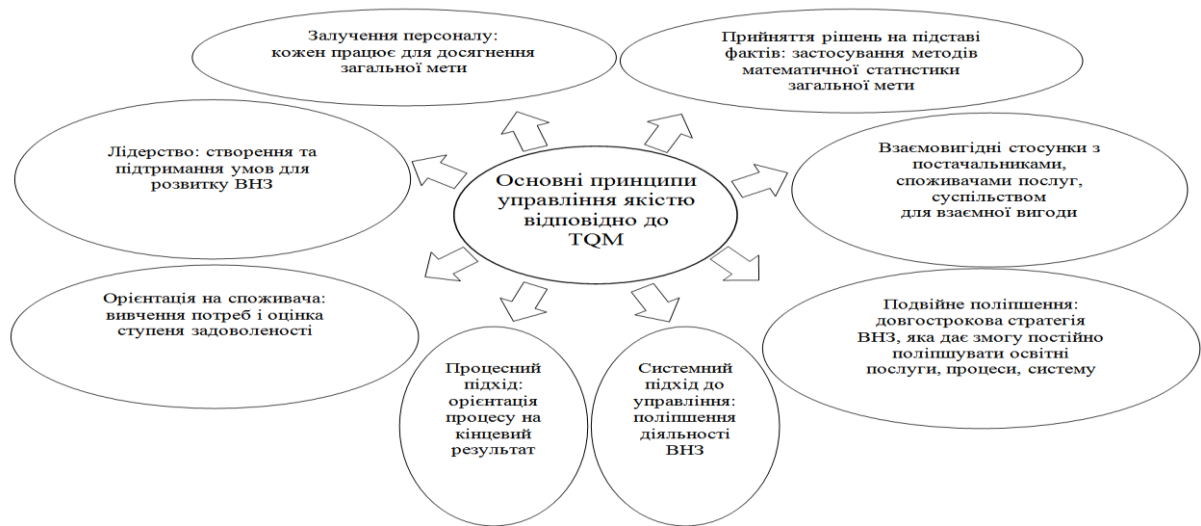 Залучення персоналу:
кожен працює для досягнення
загальної мети
Прийняття рішень на підставі
фактів: застосування методів
математичної статистики
загальної мети
Лідерство: створення та
підтримання умов для
розвитку ВНЗ
Основні принципи
управління якістю
відповідно до
TQM
Взаємовигідні стосунки з
постачальниками,
споживачами послуг,
суспільством
для взаємної вигоди
Орієнтація на споживача:
вивчення потреб і оцінка
ступеня задоволеності
Процесний
підхід:
орієнтація
процесу на
кінцевий
результат
Системний
підхід до
управління:
поліпшення
діяльності
ВНЗ
Подвійне поліпшення:
довгострокова стратегія
ВНЗ, яка дає змогу постійно
поліпшувати освітні
послуги, процеси, систему